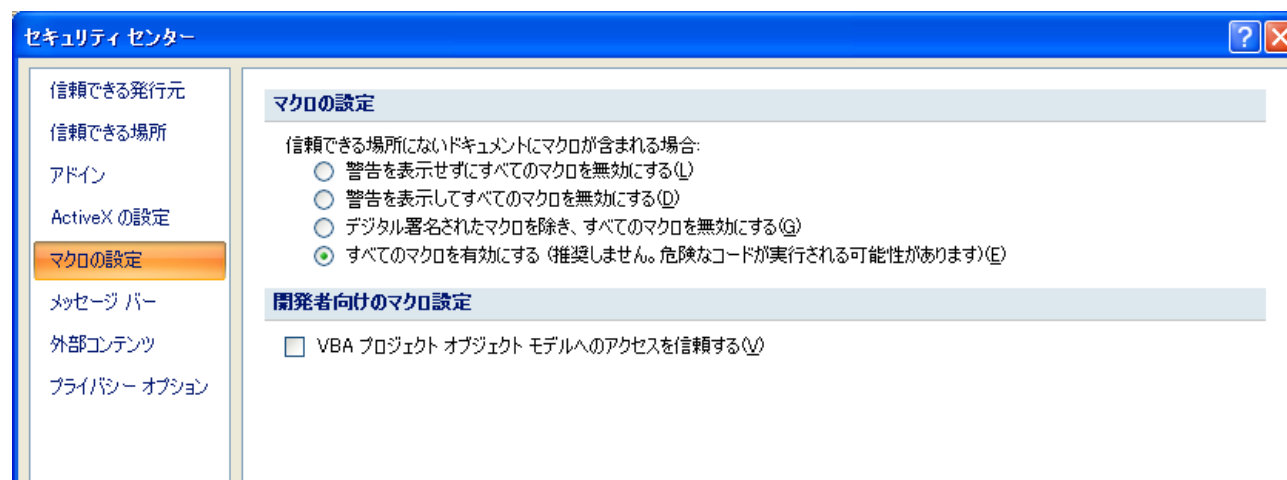 セキュリティ センター
信頼できる発行元
信頼できる場所
アドイン
ActiveX の設定
マクロの設定
メッセージ バー
外部コンテンツ
プライバシー オプション
マクロの設定
信頼できる場所にないドキュメントにマクロが含まれる場合:
警告を表示せずにすべてのマクロを無効にする(L)
警告を表示してすべてのマクロを無効にする(D)
デジタル署名されたマクロを除き、すべてのマクロを無効にする(G)
すべてのマクロを有効にする (推奨しません。危険なコードが実行される可能性があります)(E)
開発者向けのマクロ設定
VBA プロジェクト オブジェクト モデルへのアクセスを信頼する(V)